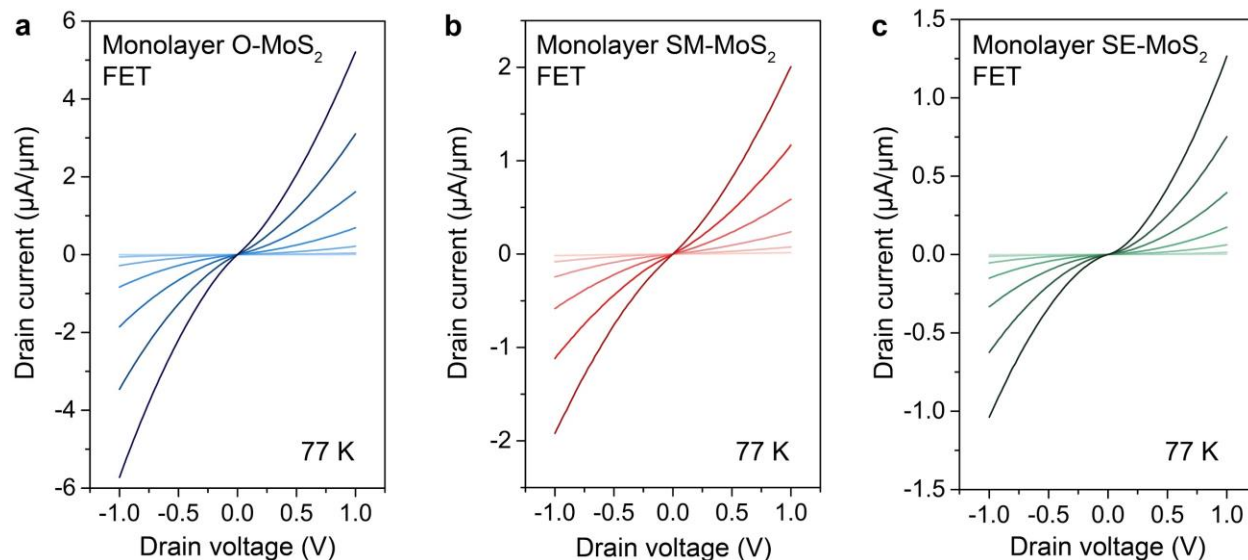 a
Monolayer O-MoS₂
FET
Drain current (µA/µm)
6
4
2
0
-2
-4
-6
77 K
-1.0 -0.5 0.0 0.5 1.0
Drain voltage (V)
b
Monolayer SM-MoS₂
FET
Drain current (µA/µm)
2
1
0
-1
-2
77 K
-1.0 -0.5 0.0 0.5 1.0
Drain voltage (V)
c
Monolayer SE-MoS₂
FET
Drain current (µA/µm)
1.5
1.0
0.5
0
-0.5
-1.0
-1.5
77 K
-1.0 -0.5 0.0 0.5 1.0
Drain voltage (V)